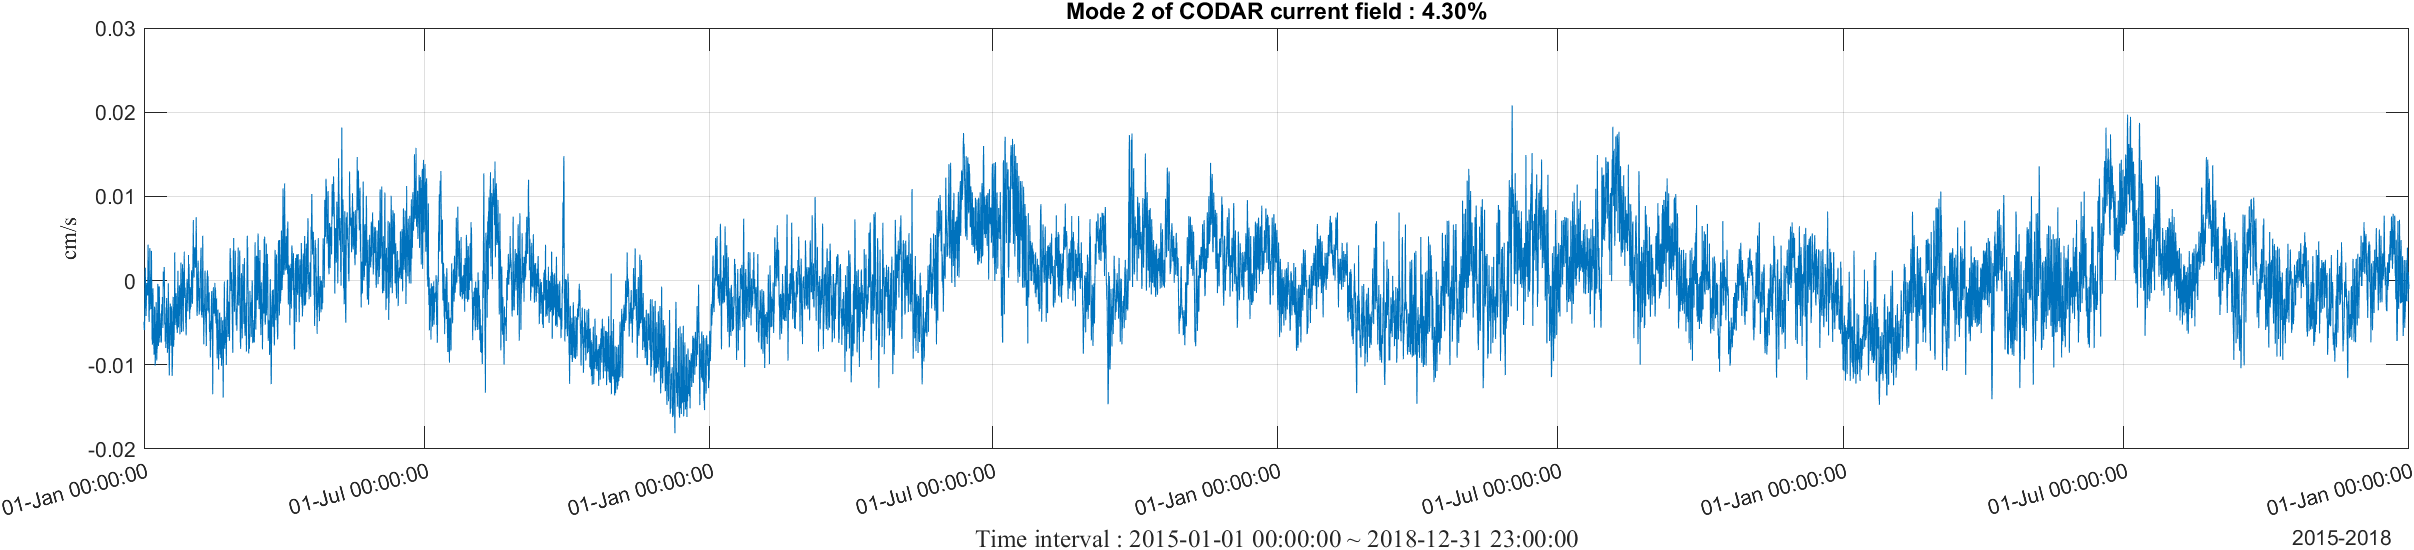 Mode 2 of CODAR current field : 4.30%
0.03
0.02
0.01
0
-0.01
-0.02
cm/s
01-Jan 00:00:00
01-Jul 00:00:00
01-Jan 00:00:00
01-Jul 00:00:00
01-Jan 00:00:00
01-Jul 00:00:00
01-Jan 00:00:00
01-Jul 00:00:00
01-Jan 00:00:00
Time interval : 2015-01-01 00:00:00 ~ 2018-12-31 23:00:00
2015-2018